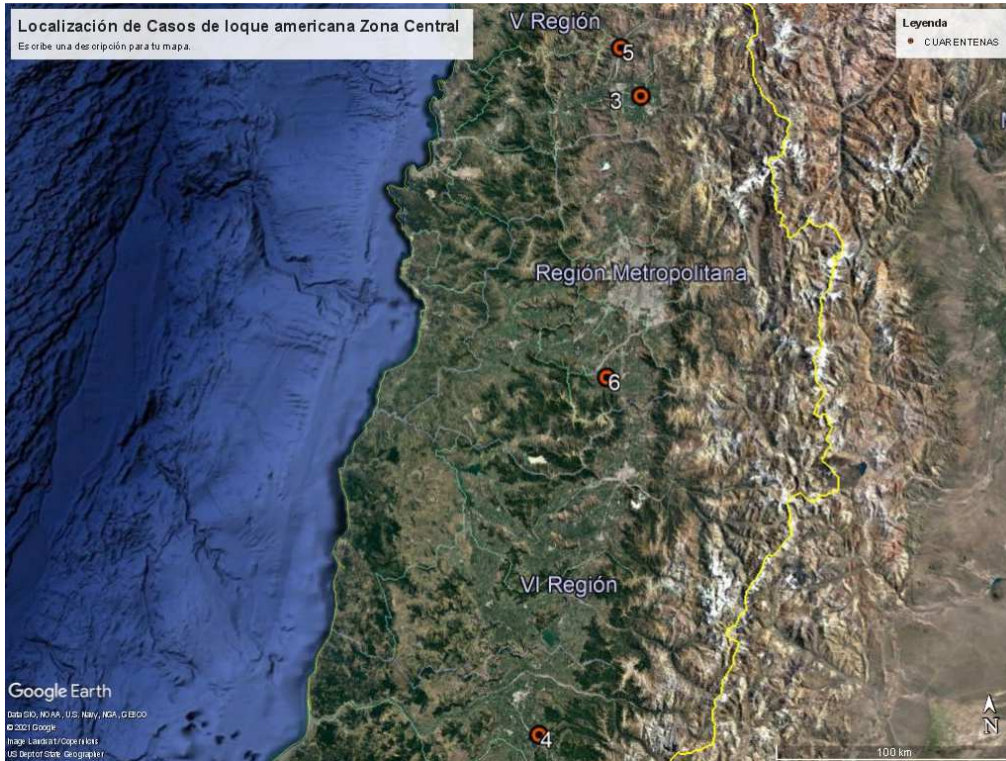 Localización de Casos de loque americana Zona Central
Escribe una descripción para tu mapa.
V Región
Leyenda
CUARENTENAS
5
3
Región Metropolitana
6
VI Región
4
Google Earth
Data SIO, NOAA, U.S. Navy, NGA, GEBCO
© 2021 Google
Image Landsat / Copernicus
US Dept of State Geographer
N
100 km